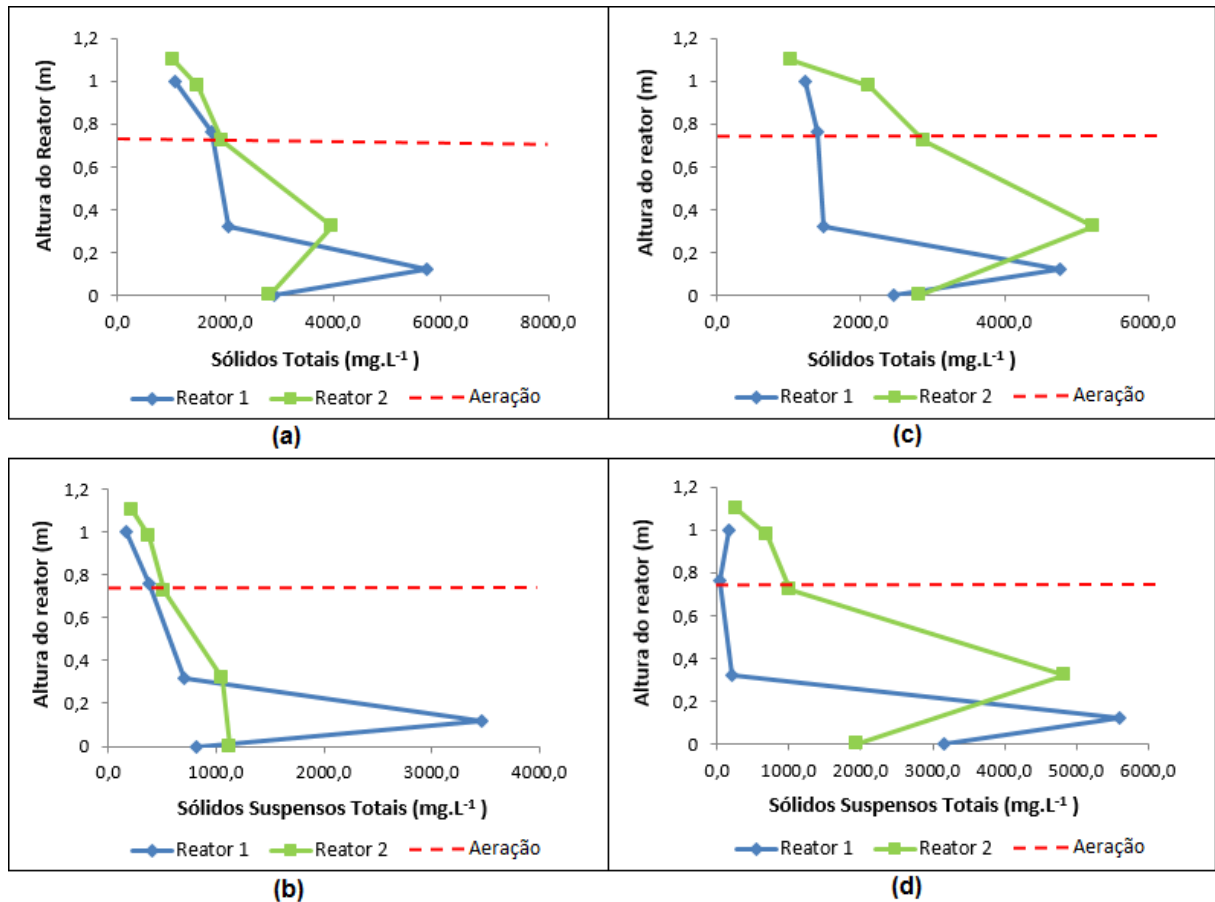 1,2
1
0,8
0,6
0,4
0,2
0
Altura do Reator (m)
0,0 2000,0 4000,0 6000,0 8000,0
Sólidos Totais (mg.L⁻¹ )
Reator 1 Reator 2 Aeração
(a)
1,2
1
0,8
0,6
0,4
0,2
0
Altura do reator (m)
0,0 2000,0 4000,0 6000,0
Sólidos Totais (mg.L⁻¹ )
Reator 1 Reator 2 Aeração
(c)
1,2
1
0,8
0,6
0,4
0,2
0
Altura do reator (m)
0,0 1000,0 2000,0 3000,0 4000,0
Sólidos Suspensos Totais (mg.L⁻¹ )
Reator 1 Reator 2 Aeração
(b)
1,2
1
0,8
0,6
0,4
0,2
0
Altura do reator (m)
0,0 1000,0 2000,0 3000,0 4000,0 5000,0 6000,0
Sólidos Suspensos Totais (mg.L⁻¹ )
Reator 1 Reator 2 Aeração
(d)